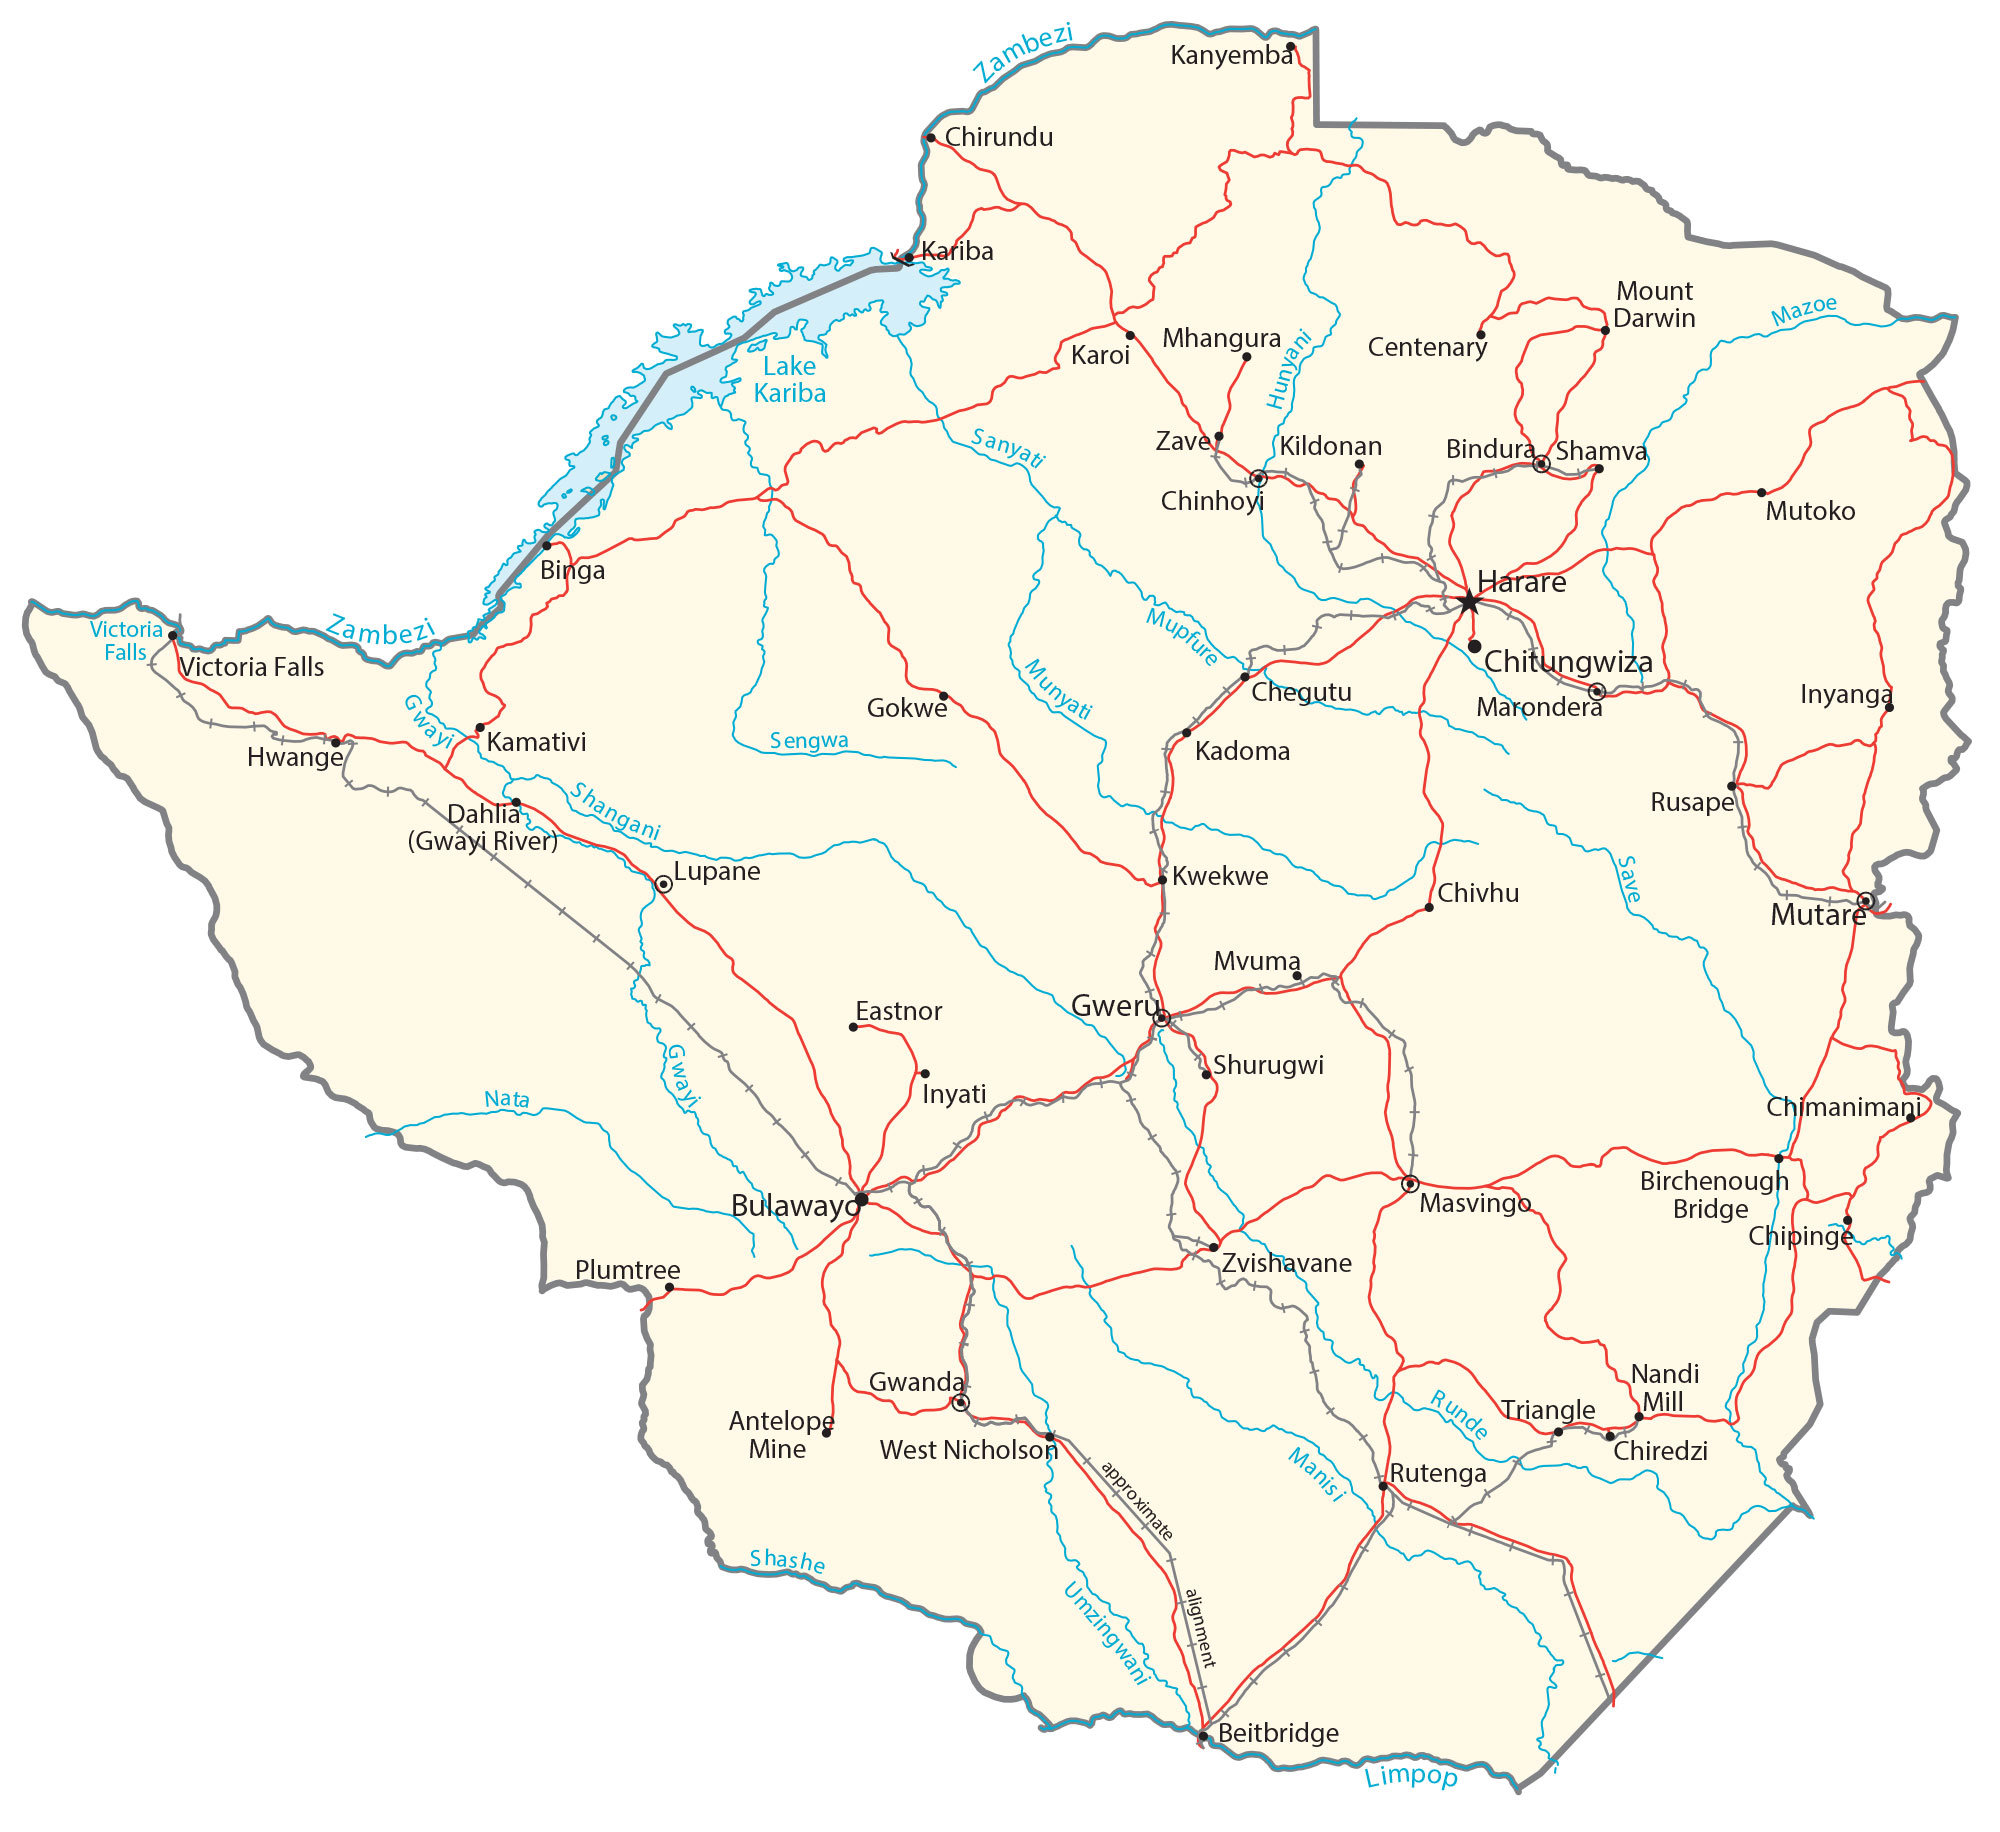 Zambezi
Kanyemba
Chirundu
Kariba
Mount
Darwin
Mazoe
Mhangura
Karoi
Centenary
Hunyani
Lake
Kariba
Zave
Kildonan
Bindura
Shamva
Sanyati
Chinhoyi
Mutoko
Binga
Harare
Zambezi
Victoria
Falls
Victoria Falls
Mupfure
Chitungwiza
Munyati
Chegutu
Marondera
Inyanga
Gokwe
Gwayi
Kamativi
Sengwa
Kadoma
Hwange
Rusape
Dahlia
(Gwayi River)
Shangani
Lupane
Kwekwe
Chivhu
Save
Mutare
Mvuma
Gweru
Eastnor
Shurugwi
Gwayi
Inyati
Nata
Chimanimani
Birchenough
Bridge
Bulawayo
Masvingo
Chipinge
Zvishavane
Plumtree
Gwanda
Nandi
Mill
Antelope
Mine
Triangle
Runde
West Nicholson
Chiredzi
Manisi
Rutenga
approximate
alignment
Shashe
Umzingwani
Beitbridge
Limpop